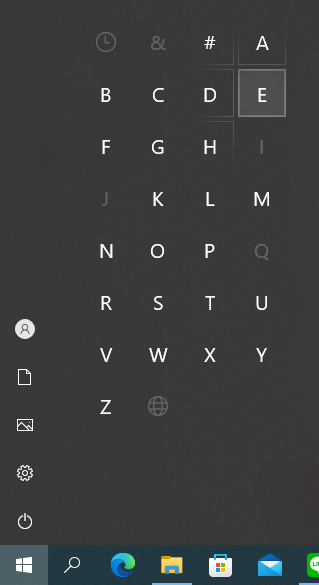 & # A
B C D E
F G H I
J K L M
N O P Q
R S T U
V W X Y
Z